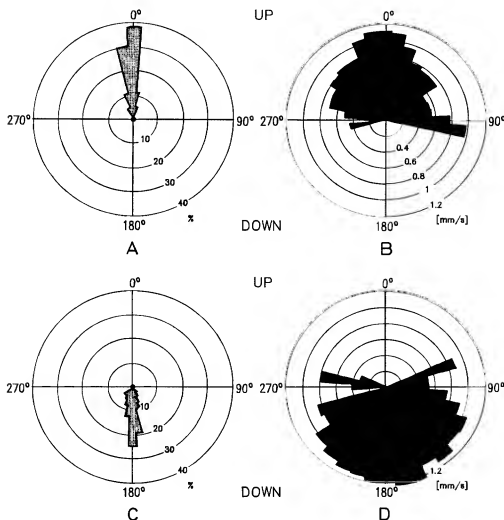 0° UP 0°
270° 90° 270° 90°
10 0.4
20 0.6
30 0.8
40 1
% 1.2
180° DOWN 180° [mm/s]
A B
0° UP 0°
270° 90° 270° 90°
10
20
30
40 1.2
% [mm/s]
180° DOWN 180°
C D